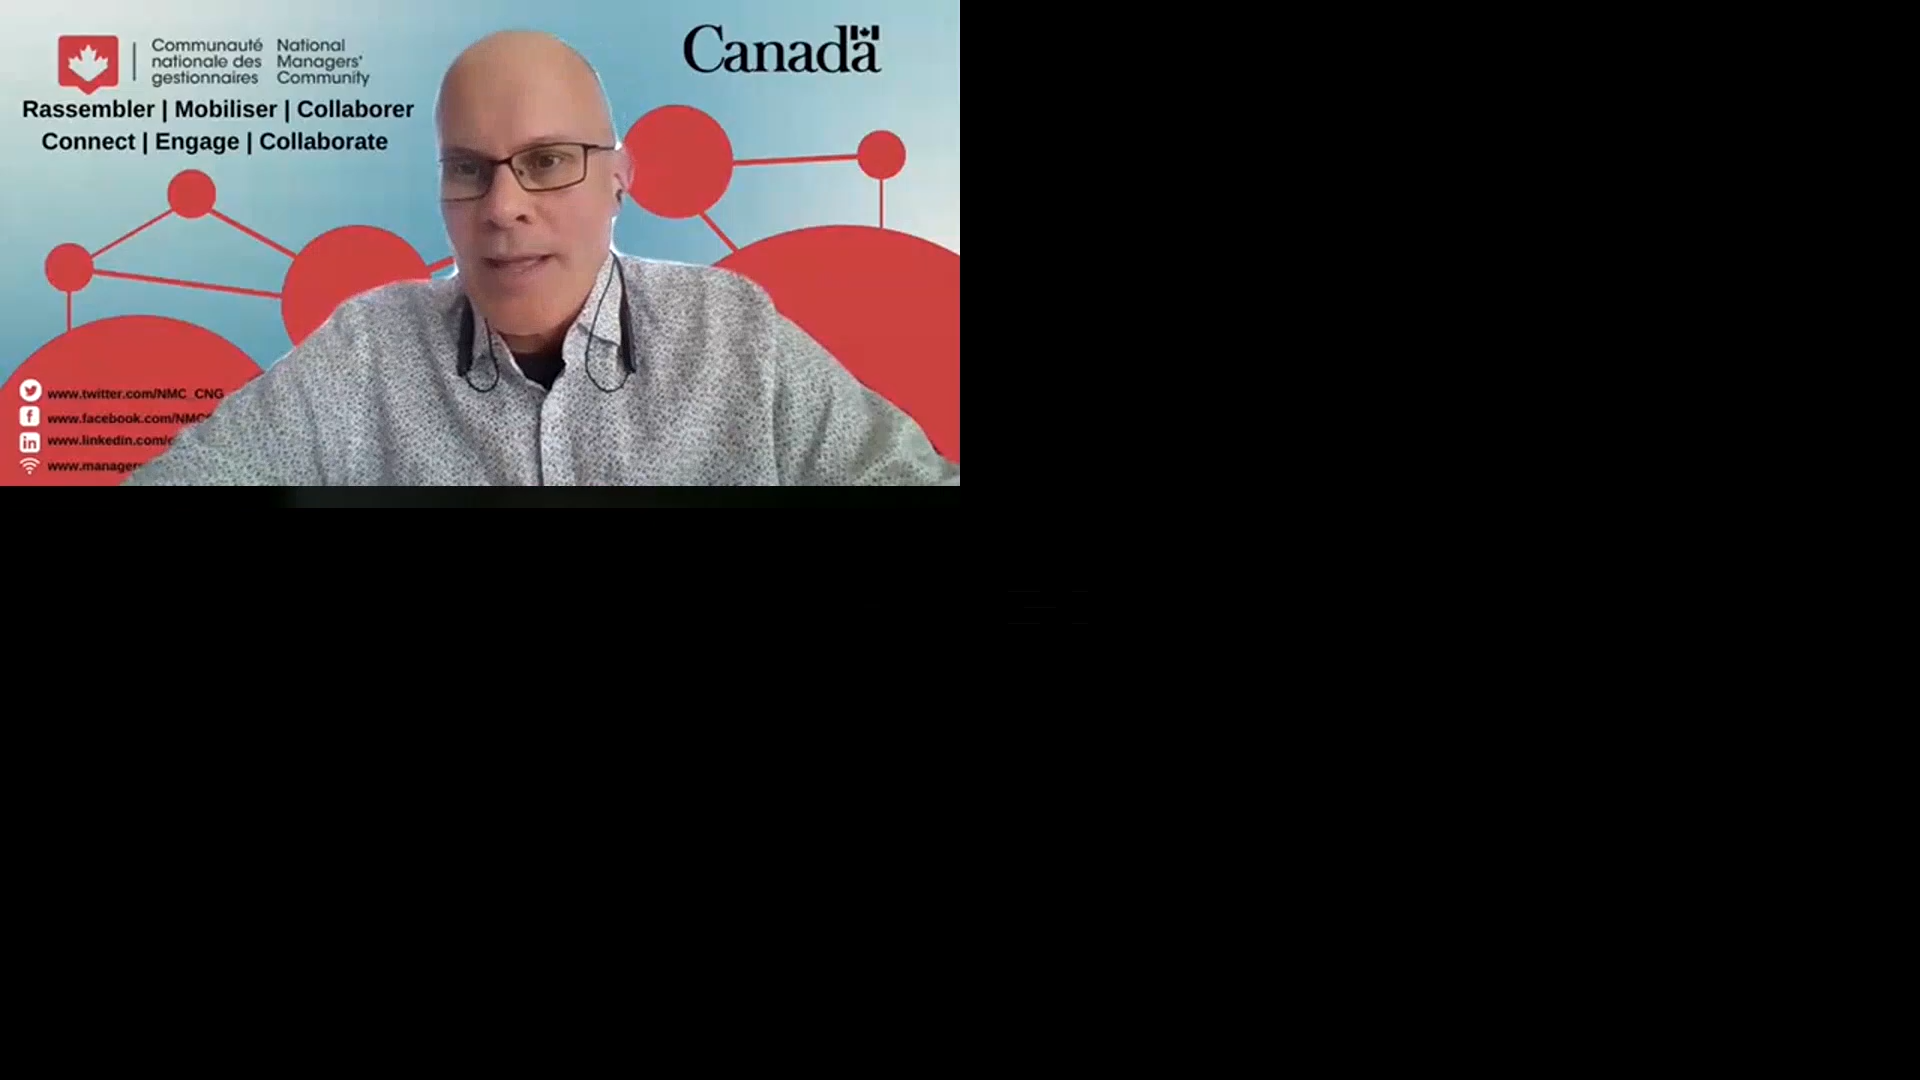 Communauté
nationale des
gestionnaires
National
Managers'
Community
Canada
Rassembler | Mobiliser | Collaborer
Connect | Engage | Collaborate
www.twitter.com/NMC_CNG
www.facebook.com/NMC
www.linkedin.com/
www.manager